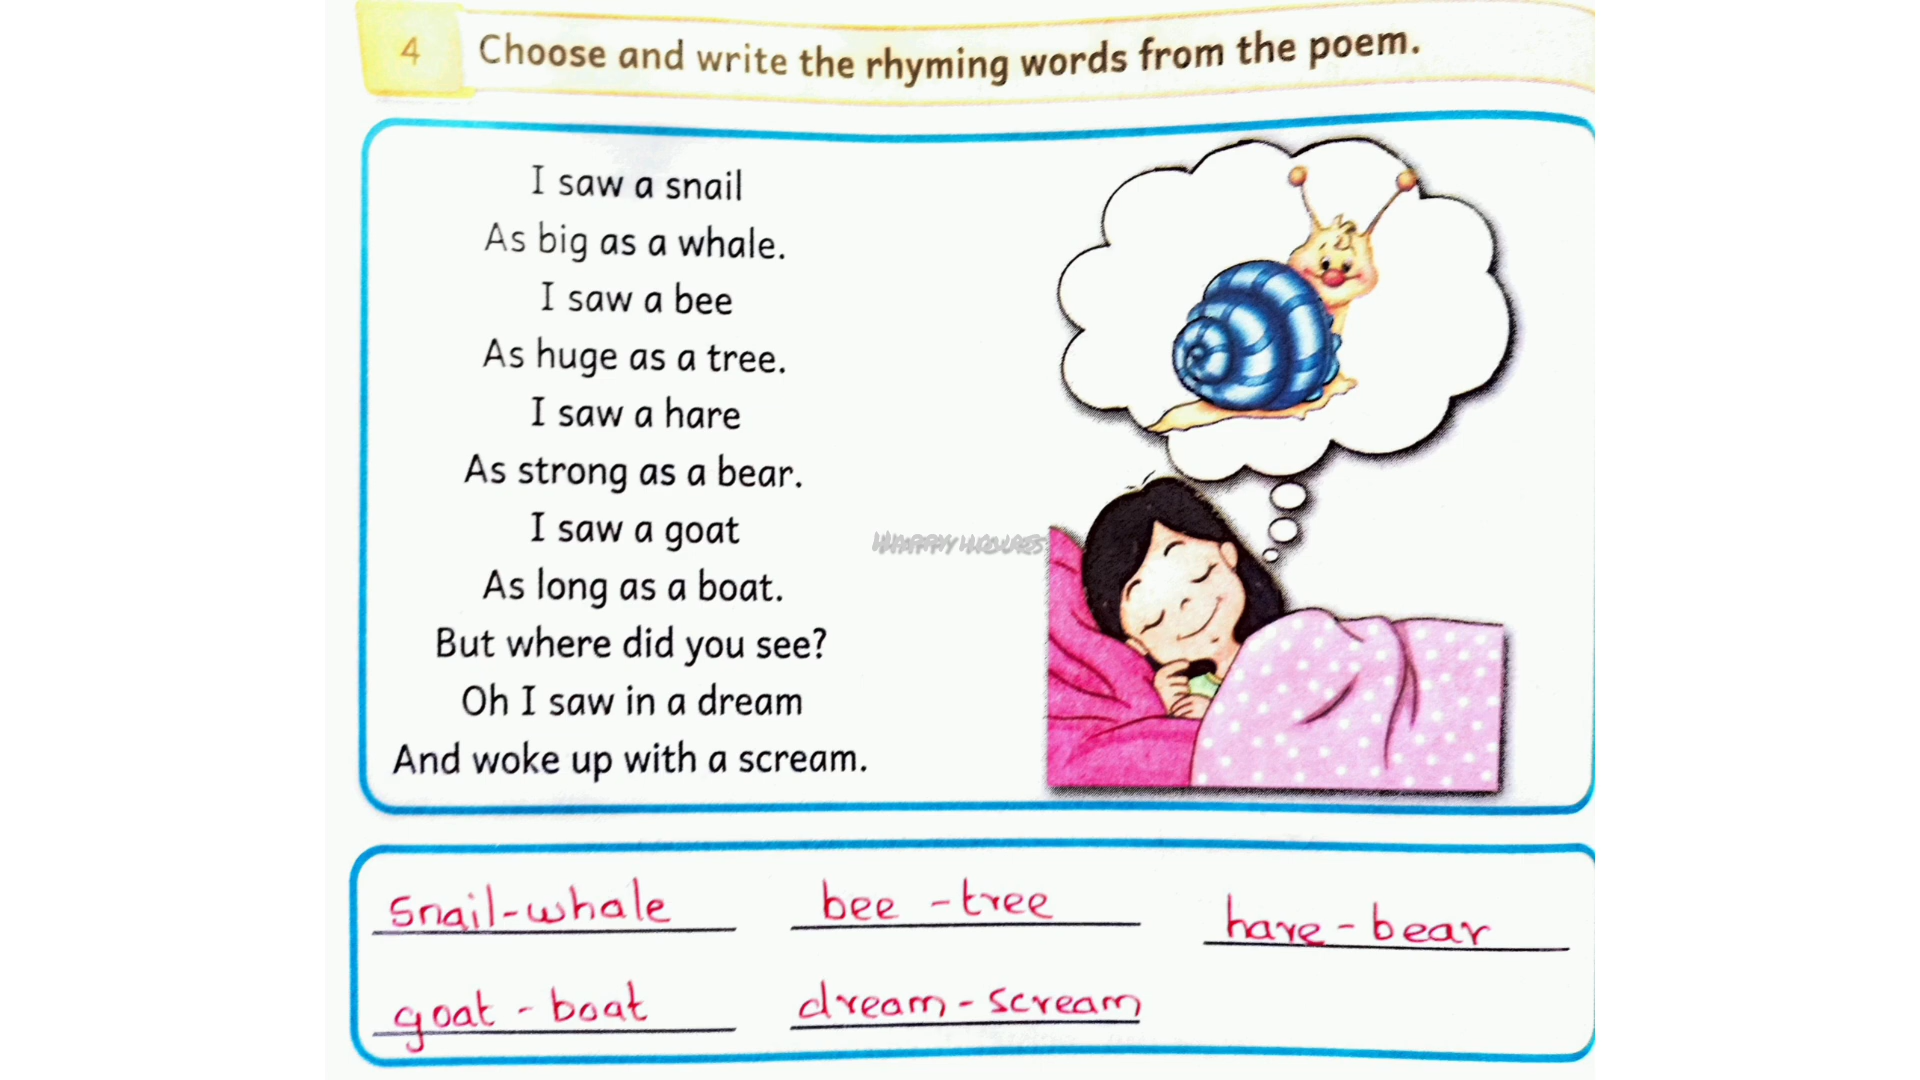 4 Choose and write the rhyming words from the poem.
I saw a snail
As big as a whale.
I saw a bee
As huge as a tree.
I saw a hare
As strong as a bear.
I saw a goat
As long as a boat.
But where did you see?
Oh I saw in a dream
And woke up with a scream.
snail-whale bee - tree hare - bear
goat - boat dream - scream